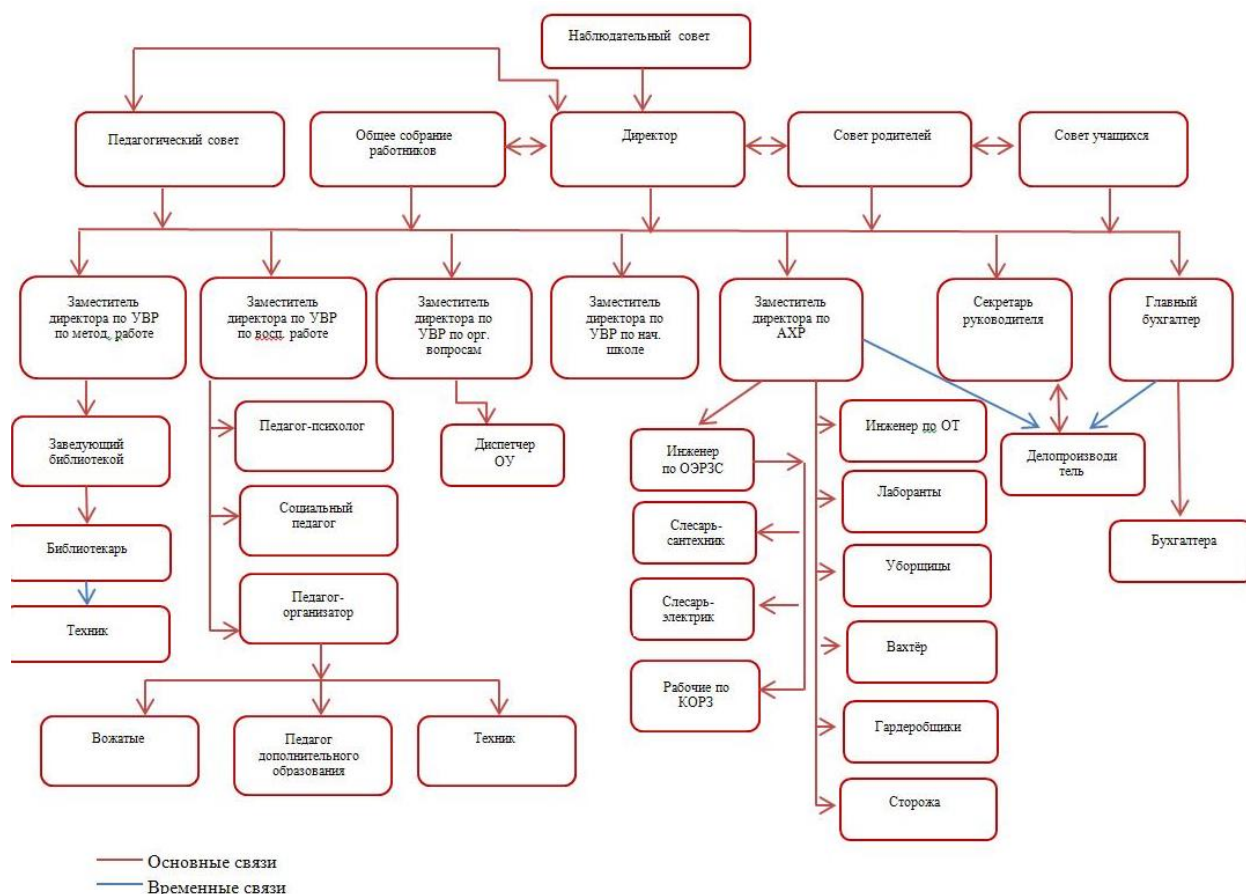 Наблюдательный совет
Педагогический совет
Общее собрание
работников
Директор
Совет родителей
Совет учащихся
Заместитель
директора по УВР
по метод. работе
Заместитель
директора по УВР
по восп. работе
Заместитель
директора по
УВР по орг.
вопросам
Заместитель
директора по
УВР по нач.
школе
Заместитель
директора по
АХР
Секретарь
руководителя
Главный
бухгалтер
Заведующий
библиотекой
Библиотекарь
Техник
Педагог-психолог
Социальный
педагог
Педагог-
организатор
Вожатые
Педагог
дополнительного
образования
Техник
Диспетчер
ОУ
Инженер
по ОЭРЗС
Слесарь-
сантехник
Слесарь-
электрик
Рабочие по
КОРЗ
Инженер по ОТ
Лаборанты
Уборщицы
Вахтёр
Гардеробщики
Сторожа
Делопроизводи
тель
Бухгалтера
Основные связи
Временные связи